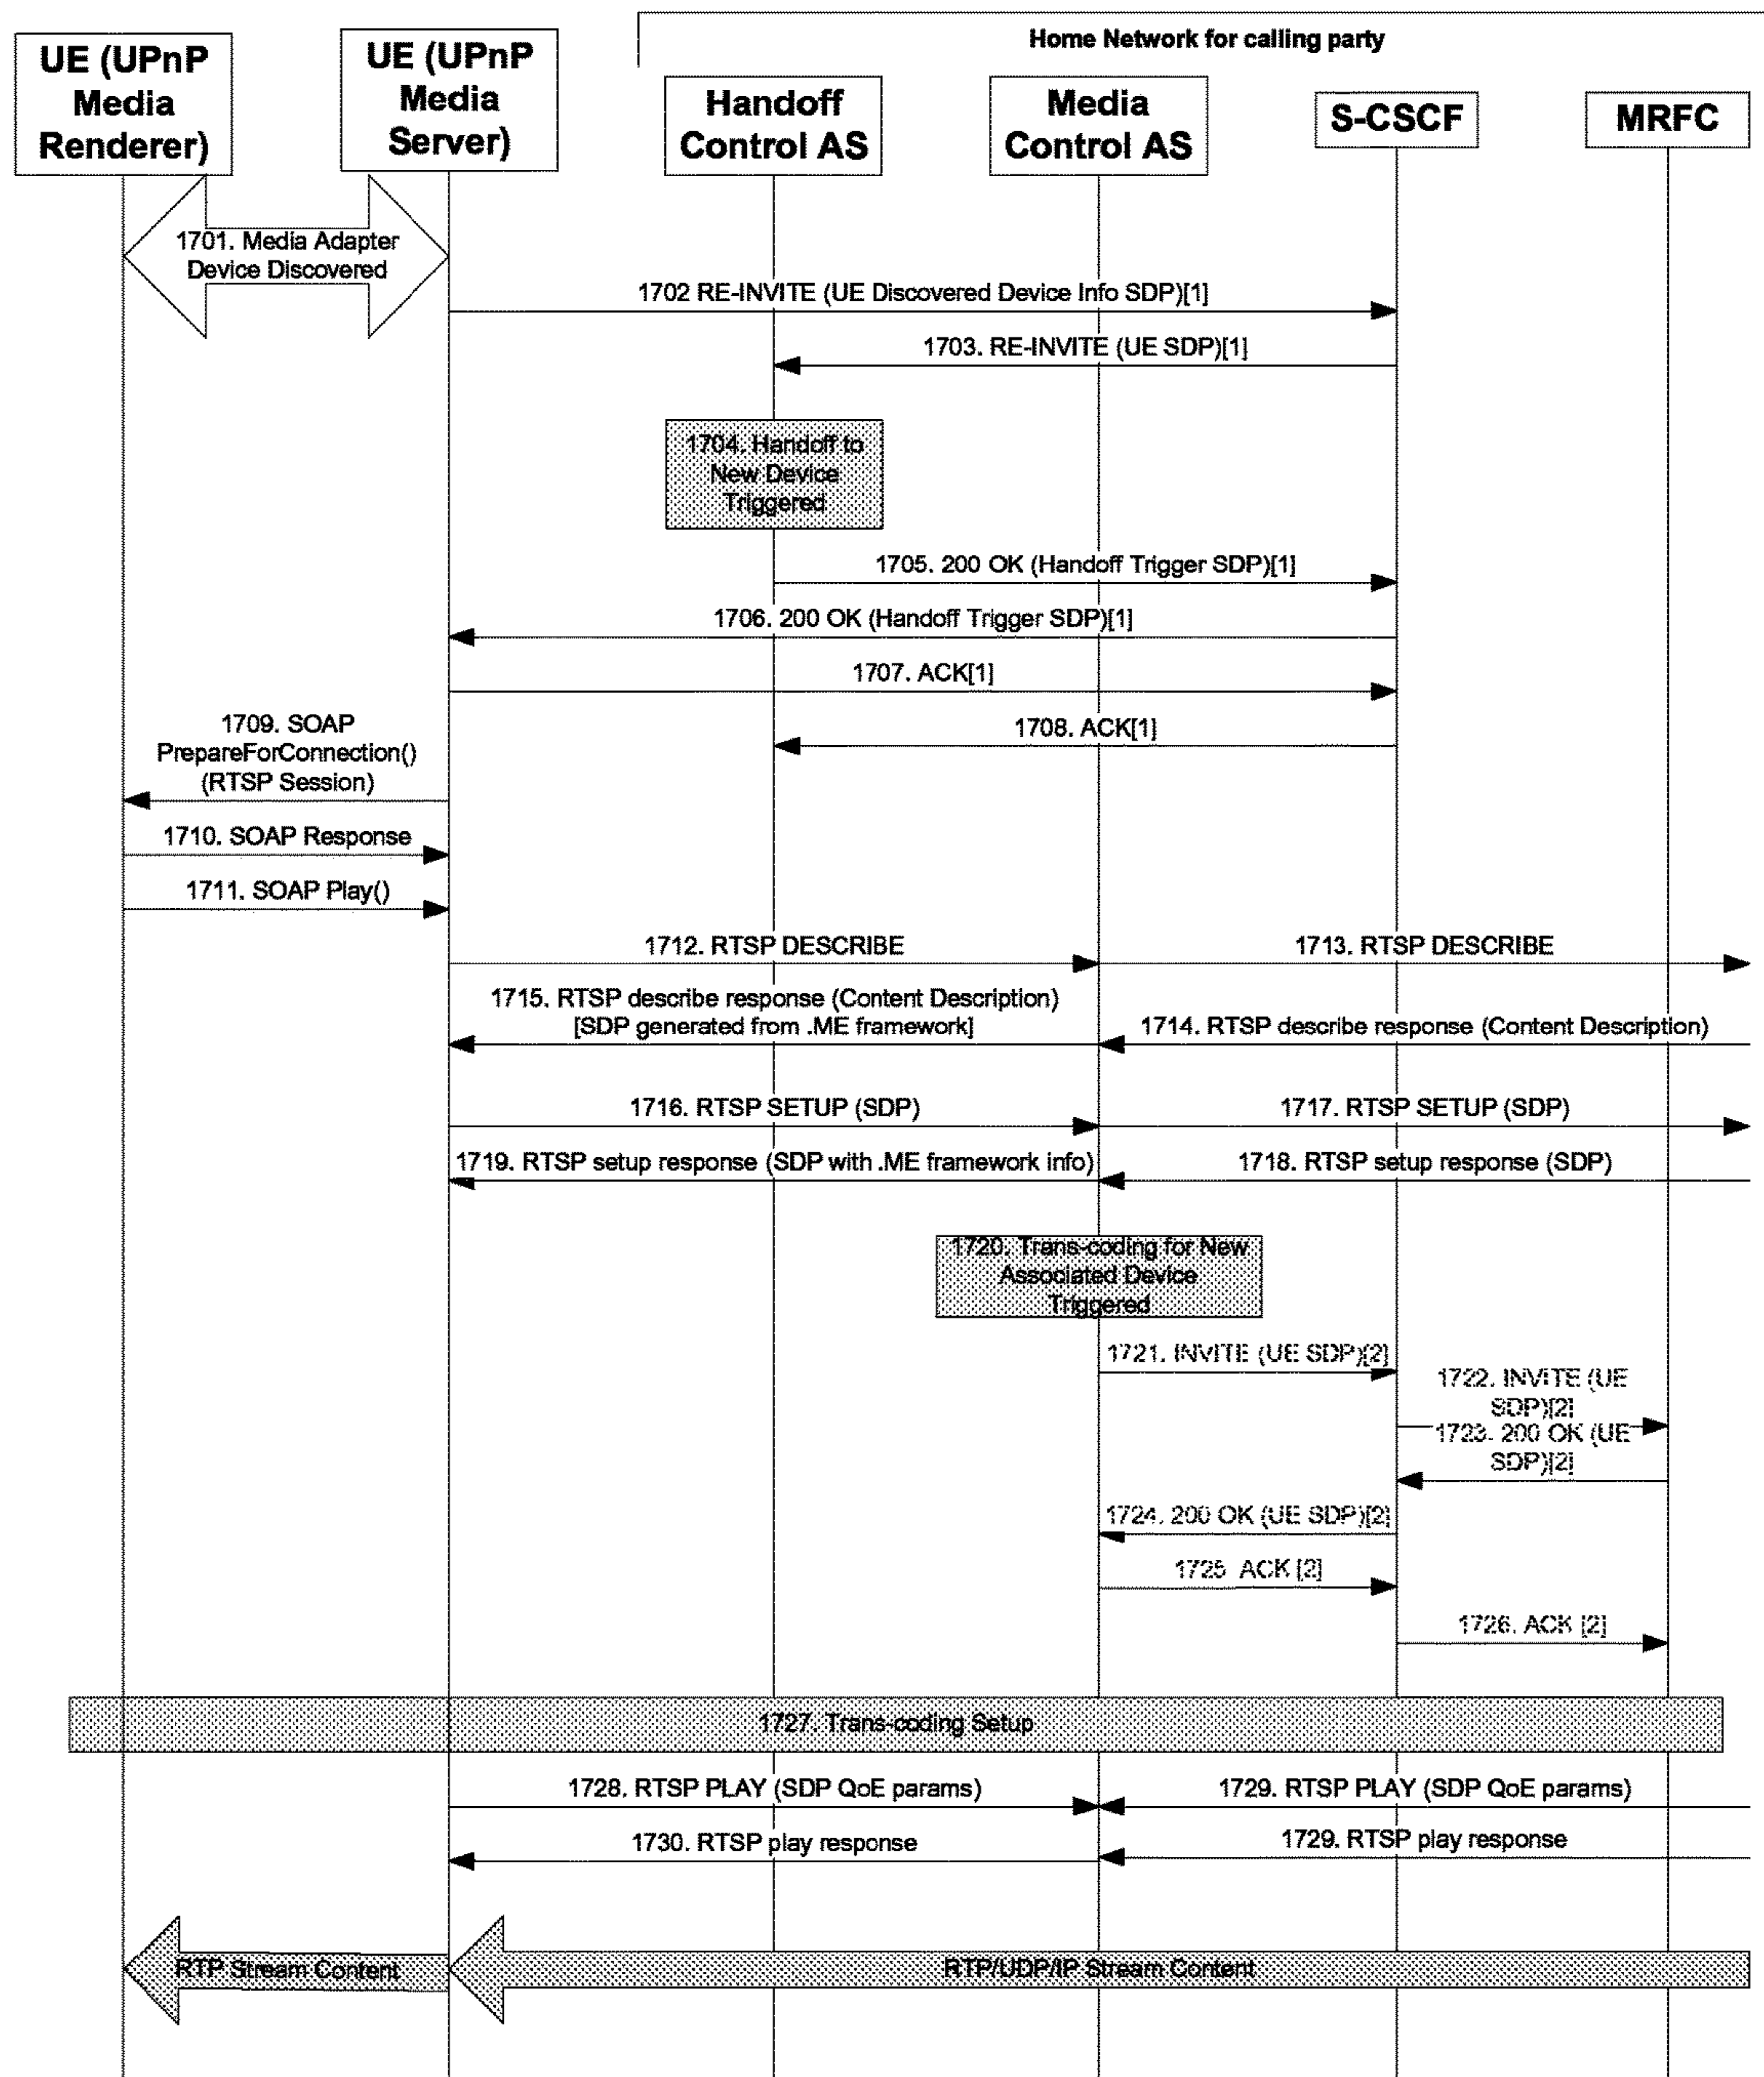 Home Network for calling party
UE (UPnP
Media
Renderer)
UE (UPnP
Media
Server)
Handoff
Control AS
Media
Control AS
S-CSCF
MRFC
1701. Media Adapter
Device Discovered
1702 RE-INVITE (UE Discovered Device Info SDP)[1]
1703. RE-INVITE (UE SDP)[1]
1704. Handoff to
New Device
Triggered
1705. 200 OK (Handoff Trigger SDP)[1]
1706. 200 OK (Handoff Trigger SDP)[1]
1707. ACK[1]
1708. ACK[1]
1709. SOAP
PrepareForConnection()
(RTSP Session)
1710. SOAP Response
1711. SOAP Play()
1712. RTSP DESCRIBE
1713. RTSP DESCRIBE
1715. RTSP describe response (Content Description)
[SDP generated from .ME framework]
1714. RTSP describe response (Content Description)
1716. RTSP SETUP (SDP)
1717. RTSP SETUP (SDP)
1719. RTSP setup response (SDP with .ME framework info)
1718. RTSP setup response (SDP)
1720. Trans-coding for New
Associated Device
Triggered
1721. INVITE (UE SDP)[2]
1722. INVITE (UE
SDP)[2]
1723. 200 OK (UE
SDP)[2]
1724. 200 OK (UE SDP)[2]
1725 ACK [2]
1726. ACK [2]
1727. Trans-coding Setup
1728. RTSP PLAY (SDP QoE params)
1729. RTSP PLAY (SDP QoE params)
1730. RTSP play response
1729. RTSP play response
RTP Stream Content
RTP/UDP/IP Stream Content